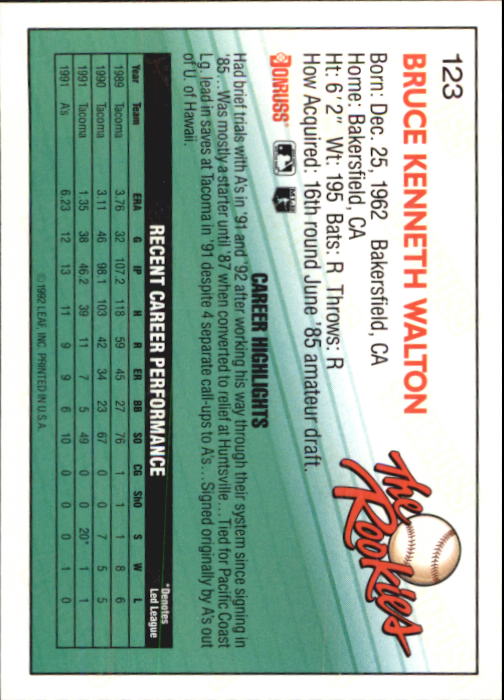 123
BRUCE KENNETH WALTON
The Rookies
Born: Dec. 25, 1962 Bakersfield, CA
Home: Bakersfield, CA
Ht: 6'2" Wt: 195 Bats: R Throws: R
How Acquired: 16th round June '85 amateur draft.
DONRUSS
CAREER HIGHLIGHTS
Had brief trials with A's in '91 and '92 after working his way through their system since signing in
'85... Was mostly a starter until '87 when converted to relief at Huntsville... Tied for Pacific Coast
Lg. lead in saves at Tacoma in '91 despite 4 separate call-ups to A's... Signed originally by A's out
of U. of Hawaii.
RECENT CAREER PERFORMANCE
*Denotes
Led League
Year Team ERA G IP H R ER BB SO CG ShO S W L
1989 Tacoma 3.76 32 107.2 118 59 45 27 76 1 1 1 8 6
1990 Tacoma 3.11 46 98.1 103 42 34 23 67 0 0 7 5 5
1991 Tacoma 1.35 38 46.2 39 11 7 5 49 0 0 20* 1 1
1991 A's 6.23 12 13 11 9 9 6 10 0 0 0 1 0
© 1992 LEAF, INC. PRINTED IN U.S.A.